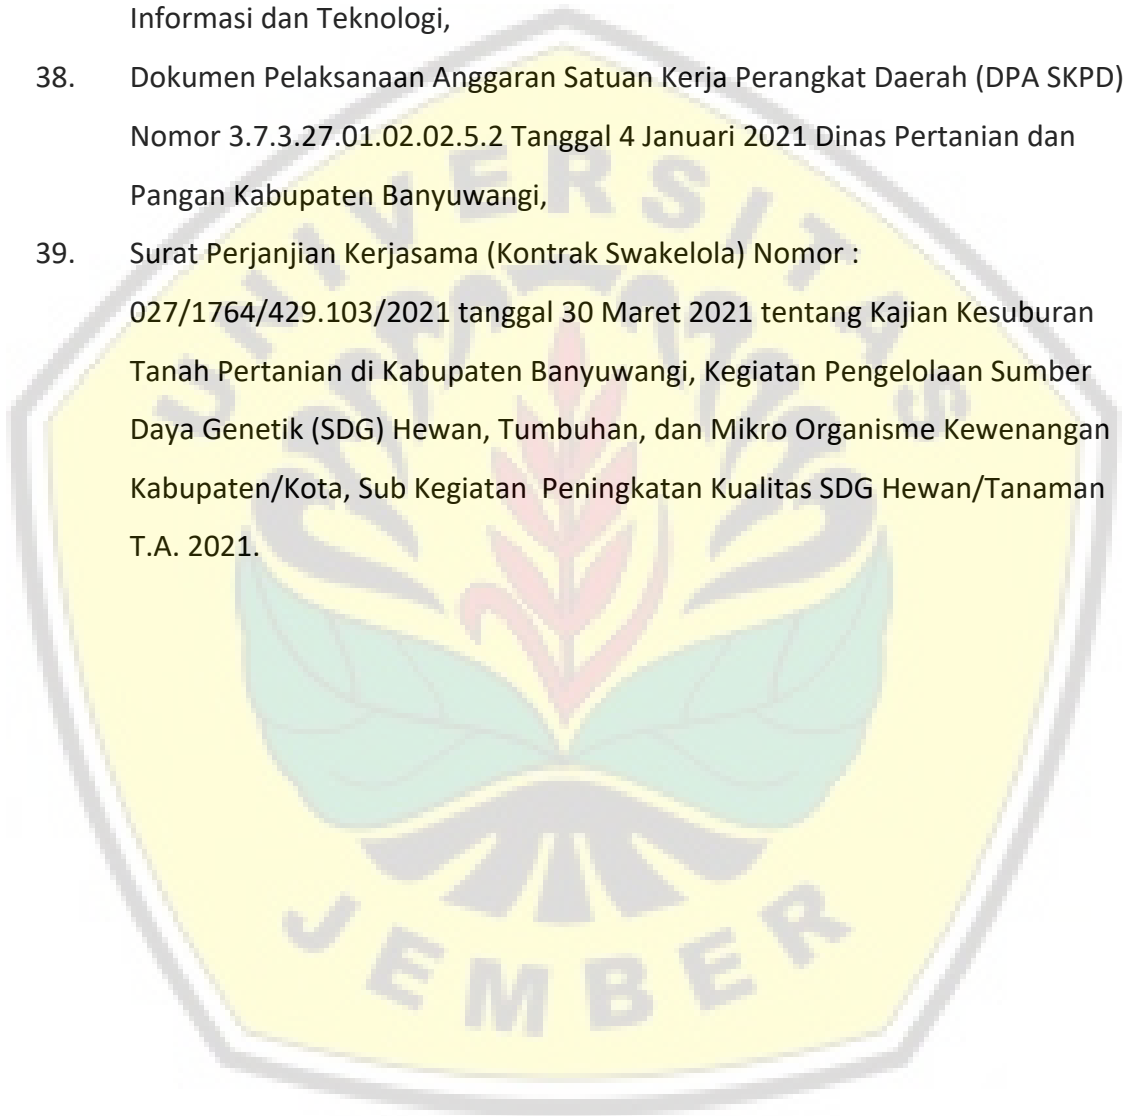 Informasi dan Teknologi,
38. Dokumen Pelaksanaan Anggaran Satuan Kerja Perangkat Daerah (DPA SKPD)
Nomor 3.7.3.27.01.02.02.5.2 Tanggal 4 Januari 2021 Dinas Pertanian dan
Pangan Kabupaten Banyuwangi,
39. Surat Perjanjian Kerjasama (Kontrak Swakelola) Nomor :
027/1764/429.103/2021 tanggal 30 Maret 2021 tentang Kajian Kesuburan
Tanah Pertanian di Kabupaten Banyuwangi, Kegiatan Pengelolaan Sumber
Daya Genetik (SDG) Hewan, Tumbuhan, dan Mikro Organisme Kewenangan
Kabupaten/Kota, Sub Kegiatan  Peningkatan Kualitas SDG Hewan/Tanaman
T.A. 2021.
UNIVERSITAS
JEMBER